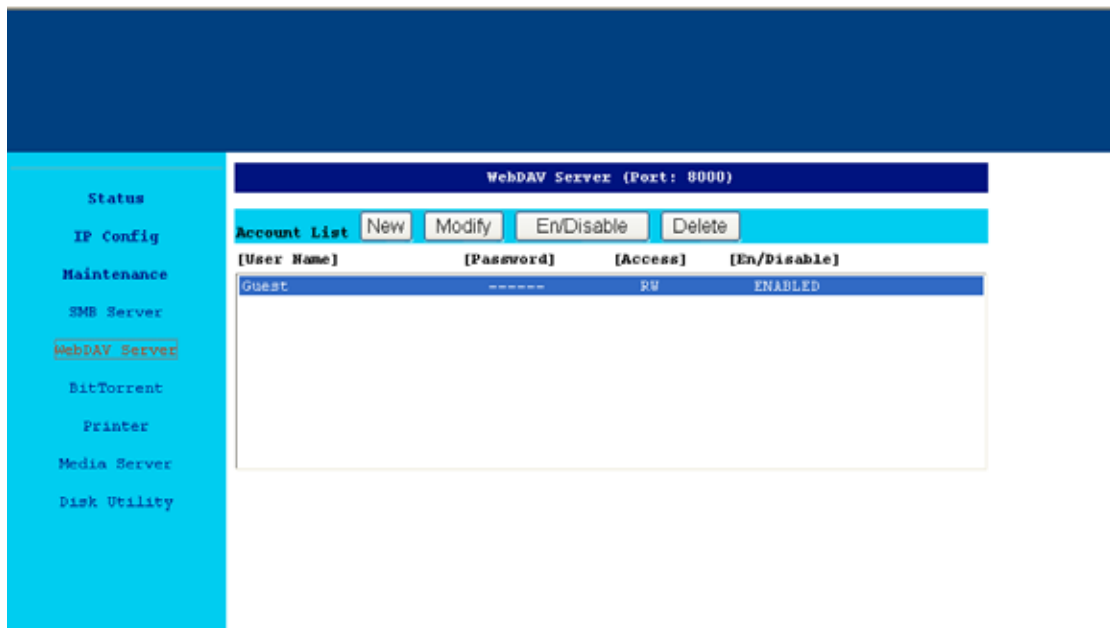 Status
IP Config
Maintenance
SMB Server
WebDAV Server
BitTorrent
Printer
Media Server
Disk Utility
WebDAV Server (Port: 8000)
Account List New Modify En/Disable Delete
[User Name] [Password] [Access] [En/Disable]
Guest ------ RW ENABLED